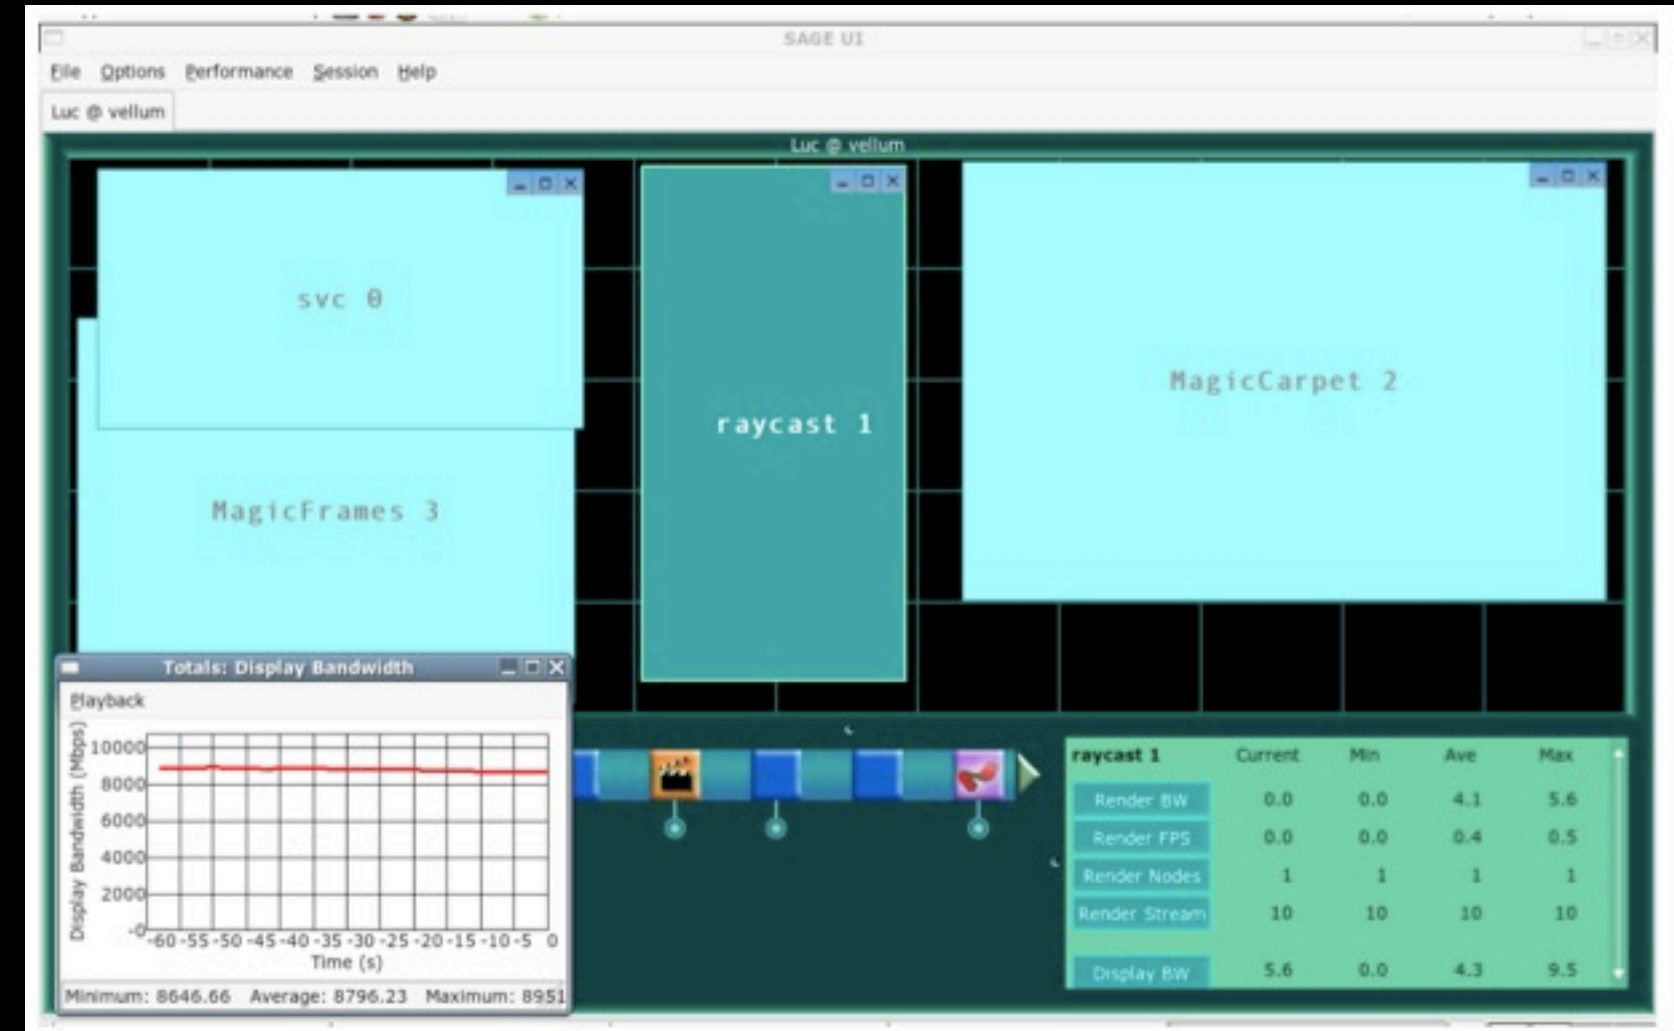 SAGE UI
File Options Performance Session Help
Luc @ vellum
Luc @ vellum
svc 0
raycast 1
MagicCarpet 2
MagicFrames 3
Totals: Display Bandwidth
Playback
Display Bandwidth (Mbps)
10000
8000
6000
4000
2000
-0
-60 -55 -50 -45 -40 -35 -30 -25 -20 -15 -10 -5 0
Time (s)
Minimum: 8646.66 Average: 8796.23 Maximum: 8951
raycast 1 Current Min Ave Max
Render BW 0.0 0.0 4.1 5.6
Render FPS 0.0 0.0 0.4 0.5
Render Nodes 1 1 1 1
Render Stream 10 10 10 10
Display BW 5.6 0.0 4.3 9.5